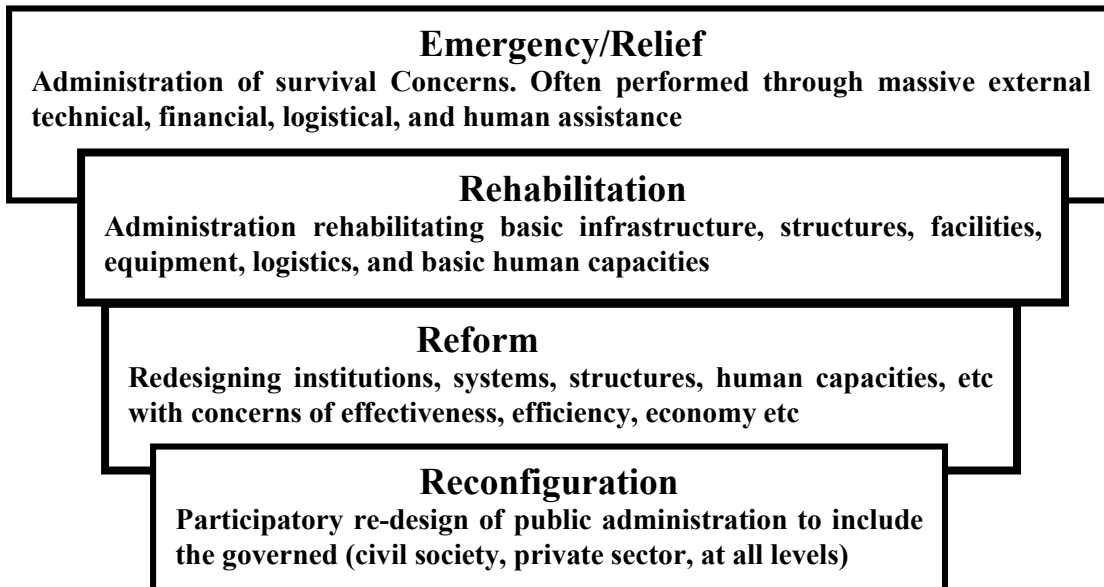 Emergency/Relief
Administration of survival Concerns. Often performed through massive external
technical, financial, logistical, and human assistance
Rehabilitation
Administration rehabilitating basic infrastructure, structures, facilities,
equipment, logistics, and basic human capacities
Reform
Redesigning institutions, systems, structures, human capacities, etc
with concerns of effectiveness, efficiency, economy etc
Reconfiguration
Participatory re-design of public administration to include
the governed (civil society, private sector, at all levels)